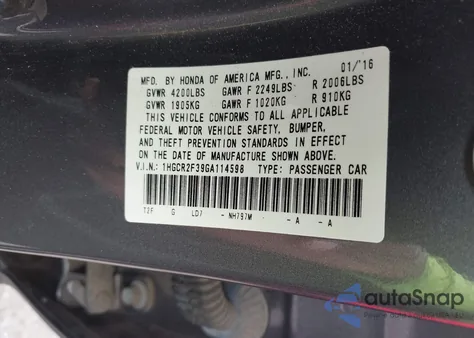 MFD. BY HONDA OF AMERICA MFG., INC. 01/'16
GVWR 4200LBS GAWR F 2249LBS R 2006LBS
GVWR 1905KG GAWR F 1020KG R 910KG
THIS VEHICLE CONFORMS TO ALL APPLICABLE
FEDERAL MOTOR VEHICLE SAFETY, BUMPER,
AND THEFT PREVENTION STANDARDS IN EFFECT
ON THE DATE OF MANUFACTURE SHOWN ABOVE.
V.I.N.: 1HGCR2F39GA114598 TYPE: PASSENGER CAR
T2F G LD7 - NH797M - A - A
autoSnap